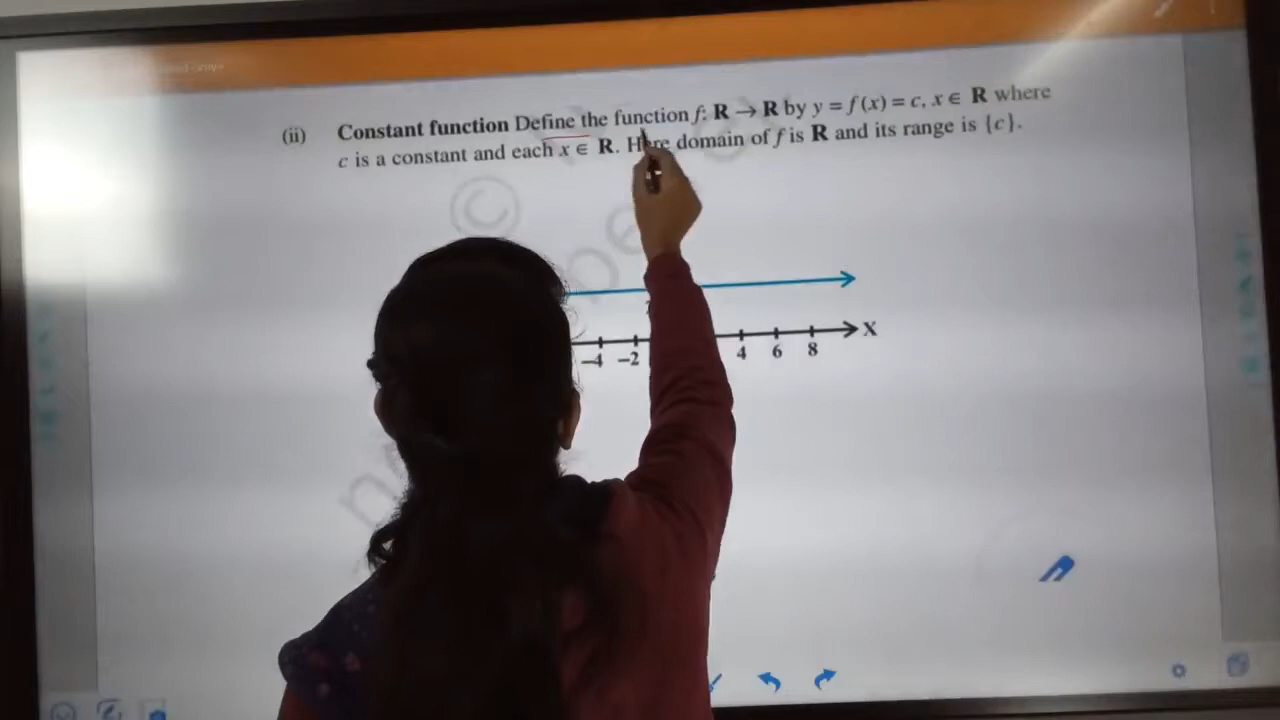 (ii) Constant function Define the function f: R → R by y = f (x) = c, x ∈ R where
c is a constant and each x ∈ R. Here domain of f is R and its range is {c}.
X
–4 –2 4 6 8